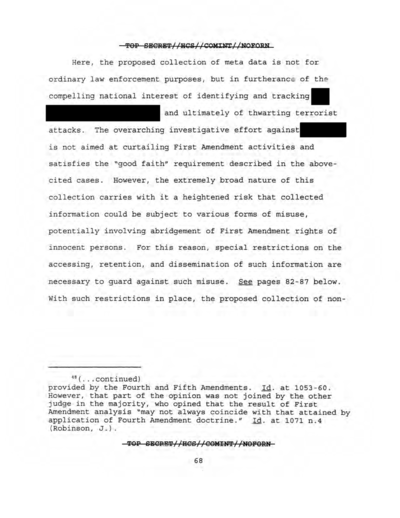 TOP SECRET//HCS//COMINT//NOFORN
Here, the proposed collection of meta data is not for
ordinary law enforcement purposes, but in furtherance of the
compelling national interest of identifying and tracking
and ultimately of thwarting terrorist
attacks. The overarching investigative effort against
is not aimed at curtailing First Amendment activities and
satisfies the "good faith" requirement described in the above-
cited cases. However, the extremely broad nature of this
collection carries with it a heightened risk that collected
information could be subject to various forms of misuse,
potentially involving abridgement of First Amendment rights of
innocent persons. For this reason, special restrictions on the
accessing, retention, and dissemination of such information are
necessary to guard against such misuse. See pages 82-87 below.
With such restrictions in place, the proposed collection of non-
48(...continued)
provided by the Fourth and Fifth Amendments. Id. at 1053-60.
However, that part of the opinion was not joined by the other
judge in the majority, who opined that the result of First
Amendment analysis "may not always coincide with that attained by
application of Fourth Amendment doctrine." Id. at 1071 n.4
(Robinson, J.).
TOP SECRET//HCS//COMINT//NOFORN
68